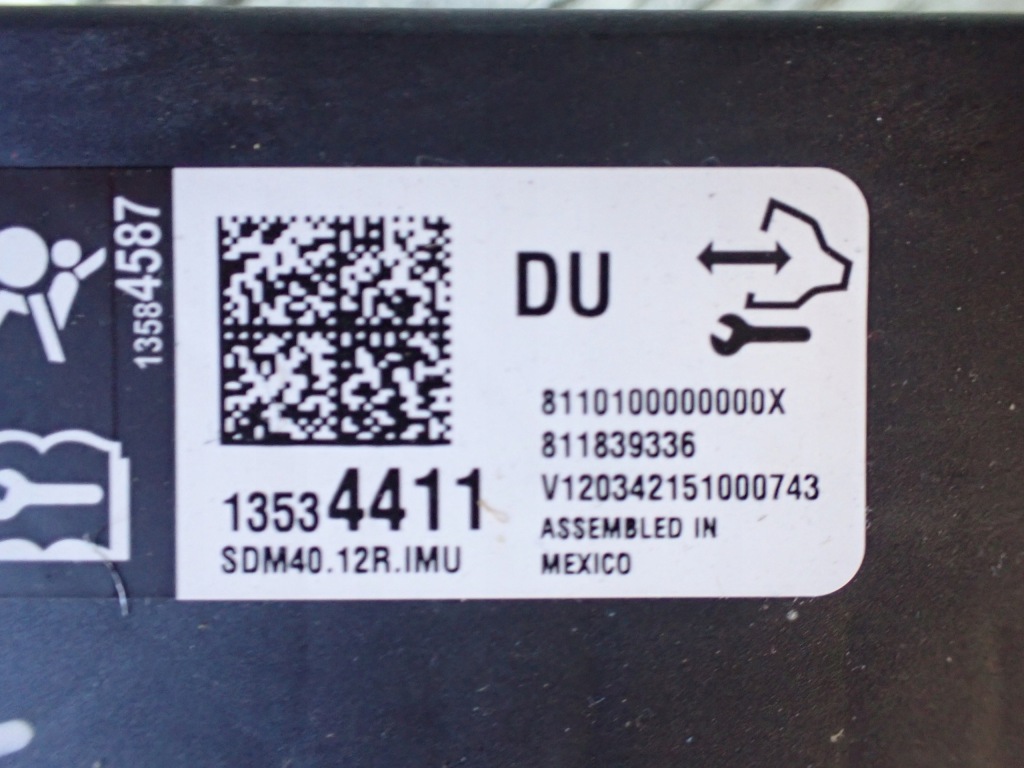 13584587
DU
8110100000000X
811839336
V120342151000743
ASSEMBLED IN
MEXICO
13534411
SDM40.12R.IMU